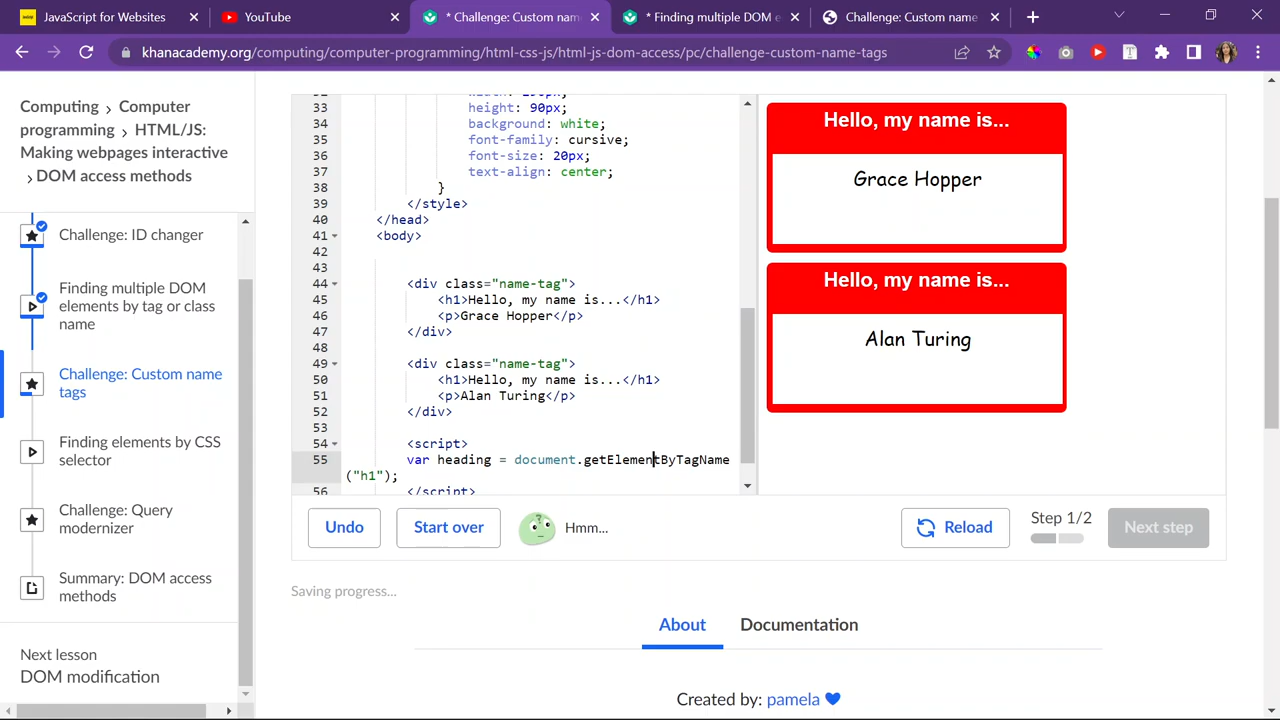 JavaScript for Websites
YouTube
* Challenge: Custom nam
* Finding multiple DOM e
Challenge: Custom name
khanacademy.org/computing/computer-programming/html-css-js/html-js-dom-access/pc/challenge-custom-name-tags
Computing > Computer
programming > HTML/JS:
Making webpages interactive
> DOM access methods
Challenge: ID changer
Finding multiple DOM
elements by tag or class
name
Challenge: Custom name
tags
Finding elements by CSS
selector
Challenge: Query
modernizer
Summary: DOM access
methods
Next lesson
DOM modification
33 height: 90px;
34 background: white;
35 font-family: cursive;
36 font-size: 20px;
37 text-align: center;
38 }
39 </style>
40 </head>
41 <body>
42
43
44 <div class="name-tag">
45 <h1>Hello, my name is...</h1>
46 <p>Grace Hopper</p>
47 </div>
48
49 <div class="name-tag">
50 <h1>Hello, my name is...</h1>
51 <p>Alan Turing</p>
52 </div>
53
54 <script>
55 var heading = document.getElementByTagName
("h1");
56 </script>
Hello, my name is...
Grace Hopper
Hello, my name is...
Alan Turing
Undo
Start over
Hmm...
Reload
Step 1/2
Next step
Saving progress...
About
Documentation
Created by: pamela